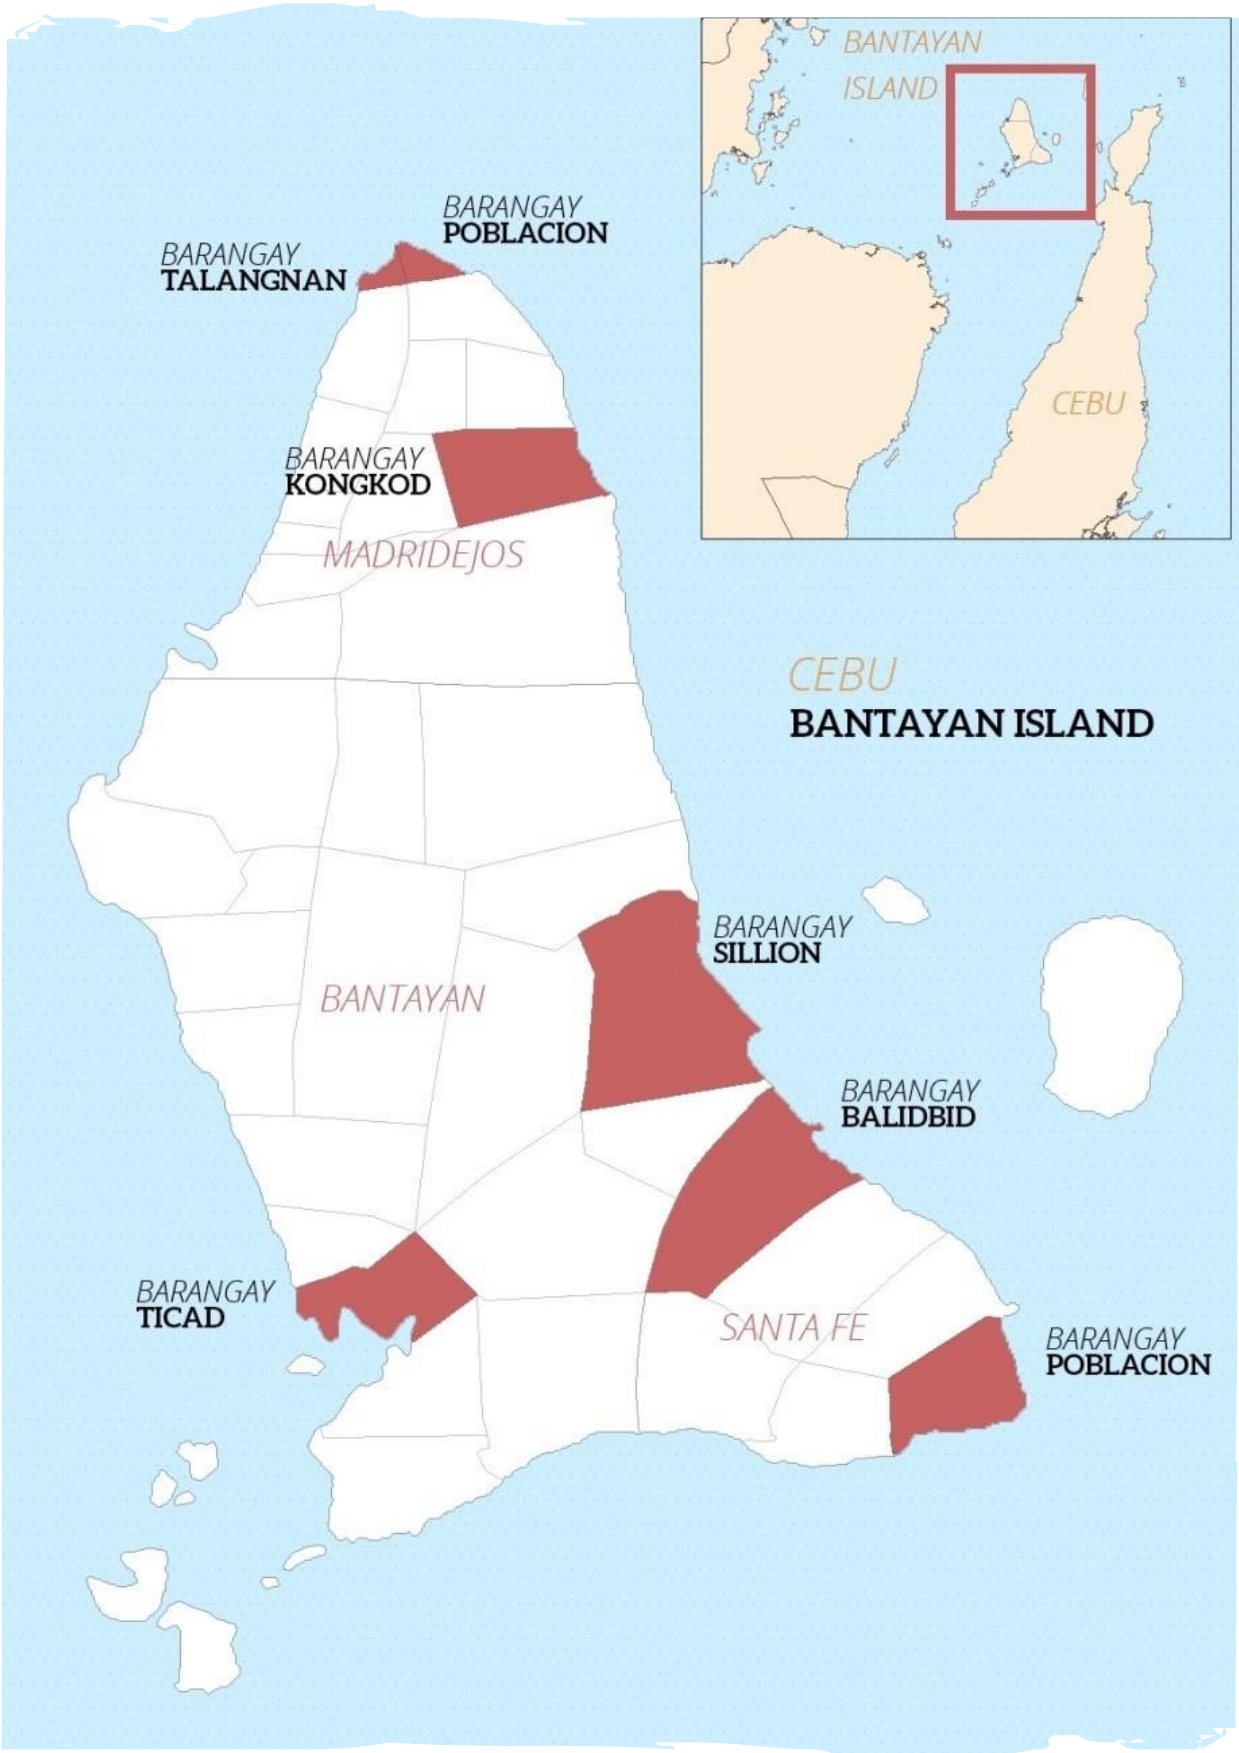 BANTAYAN
ISLAND
CEBU
BARANGAY
POBLACION
BARANGAY
TALANGNAN
BARANGAY
KONGKOD
MADRIDEJOS
CEBU
BANTAYAN ISLAND
BARANGAY
SILLION
BANTAYAN
BARANGAY
BALIDBID
BARANGAY
TICAD
SANTA FE
BARANGAY
POBLACION